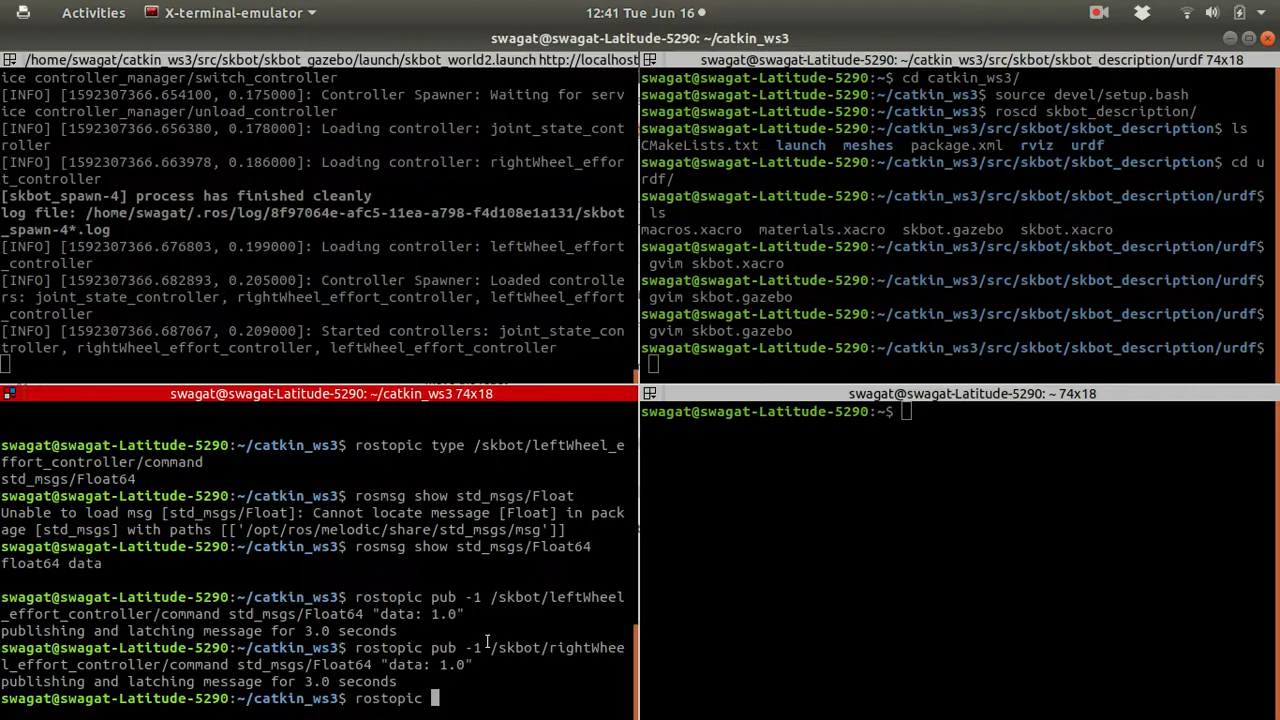 Activities
X-terminal-emulator
12:41 Tue Jun 16
swagat@swagat-Latitude-5290: ~/catkin_ws3
/home/swagat/catkin_ws3/src/skbot/skbot_gazebo/launch/skbot_world2.launch http://localhost
ice controller_manager/switch_controller
[INFO] [1592307366.654100, 0.175000]: Controller Spawner: Waiting for serv
ice controller_manager/unload_controller
[INFO] [1592307366.656380, 0.178000]: Loading controller: joint_state_cont
roller
[INFO] [1592307366.663978, 0.186000]: Loading controller: rightWheel_effor
t_controller
[skbot_spawn-4] process has finished cleanly
log file: /home/swagat/.ros/log/8f97064e-afc5-11ea-a798-f4d108e1a131/skbot
_spawn-4*.log
[INFO] [1592307366.676803, 0.199000]: Loading controller: leftWheel_effort
_controller
[INFO] [1592307366.682893, 0.205000]: Controller Spawner: Loaded controlle
rs: joint_state_controller, rightWheel_effort_controller, leftWheel_effort
_controller
[INFO] [1592307366.687067, 0.209000]: Started controllers: joint_state_con
troller, rightWheel_effort_controller, leftWheel_effort_controller
swagat@swagat-Latitude-5290: ~/catkin_ws3/src/skbot/skbot_description/urdf 74x18
swagat@swagat-Latitude-5290:~$ cd catkin_ws3/
swagat@swagat-Latitude-5290:~/catkin_ws3$ source devel/setup.bash
swagat@swagat-Latitude-5290:~/catkin_ws3$ roscd skbot_description/
swagat@swagat-Latitude-5290:~/catkin_ws3/src/skbot/skbot_description$ ls
CMakeLists.txt launch meshes package.xml rviz urdf
swagat@swagat-Latitude-5290:~/catkin_ws3/src/skbot/skbot_description$ cd u
rdf/
swagat@swagat-Latitude-5290:~/catkin_ws3/src/skbot/skbot_description/urdf$
ls
macros.xacro materials.xacro skbot.gazebo skbot.xacro
swagat@swagat-Latitude-5290:~/catkin_ws3/src/skbot/skbot_description/urdf$
gvim skbot.xacro
swagat@swagat-Latitude-5290:~/catkin_ws3/src/skbot/skbot_description/urdf$
gvim skbot.gazebo
swagat@swagat-Latitude-5290:~/catkin_ws3/src/skbot/skbot_description/urdf$
gvim skbot.gazebo
swagat@swagat-Latitude-5290:~/catkin_ws3/src/skbot/skbot_description/urdf$
swagat@swagat-Latitude-5290: ~/catkin_ws3 74x18
swagat@swagat-Latitude-5290:~/catkin_ws3$ rostopic type /skbot/leftWheel_e
ffort_controller/command
std_msgs/Float64
swagat@swagat-Latitude-5290:~/catkin_ws3$ rosmsg show std_msgs/Float
Unable to load msg [std_msgs/Float]: Cannot locate message [Float] in pack
age [std_msgs] with paths [['/opt/ros/melodic/share/std_msgs/msg']]
swagat@swagat-Latitude-5290:~/catkin_ws3$ rosmsg show std_msgs/Float64
float64 data
swagat@swagat-Latitude-5290:~/catkin_ws3$ rostopic pub -1 /skbot/leftWheel
_effort_controller/command std_msgs/Float64 "data: 1.0"
publishing and latching message for 3.0 seconds
swagat@swagat-Latitude-5290:~/catkin_ws3$ rostopic pub -1 /skbot/rightWhee
l_effort_controller/command std_msgs/Float64 "data: 1.0"
publishing and latching message for 3.0 seconds
swagat@swagat-Latitude-5290:~/catkin_ws3$ rostopic
swagat@swagat-Latitude-5290: ~ 74x18
swagat@swagat-Latitude-5290:~$